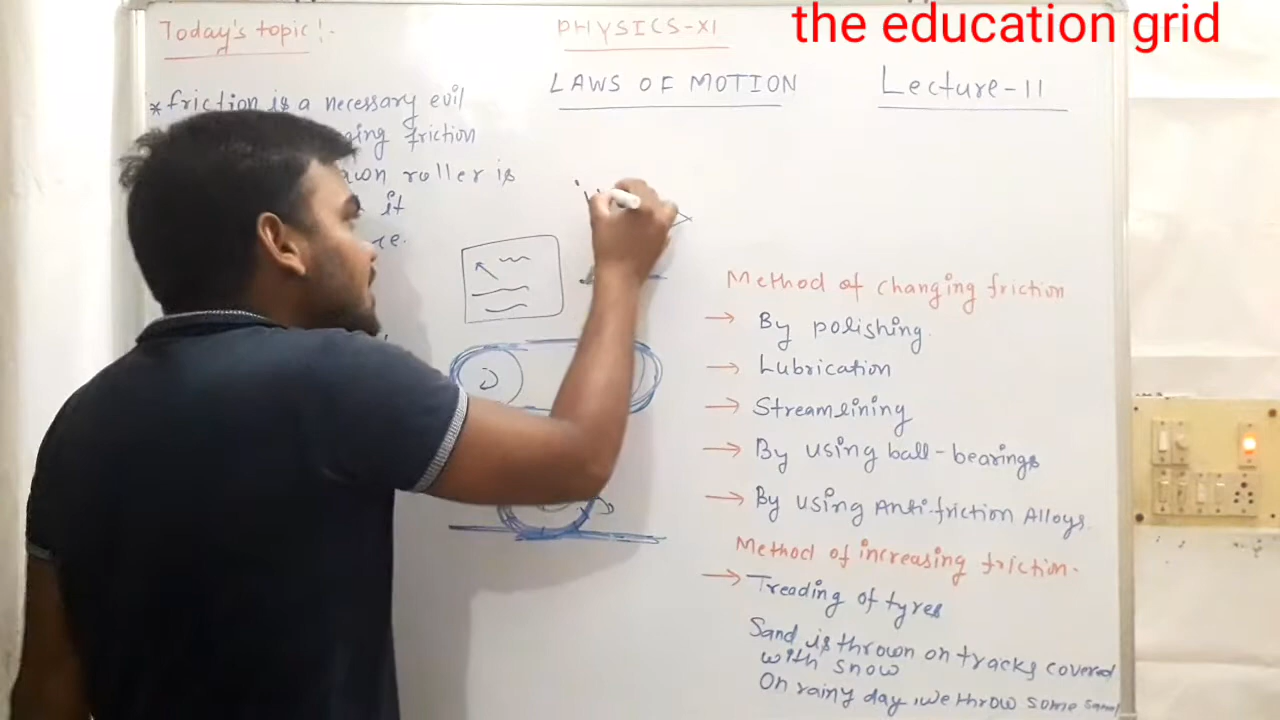 the education grid
Today's topic!-
PHYSICS-XI
LAWS OF MOTION
Lecture-11
*friction is a necessary evil
friction
roller is
it
Method of changing friction
→ By polishing.
→ Lubrication
→ Streamlining
→ By using ball-bearings
→ By using Anti-friction Alloys.
Method of increasing friction.
→ Treading of tyres
Sand is thrown on tracks covered
with snow
On rainy day, we throw some sand